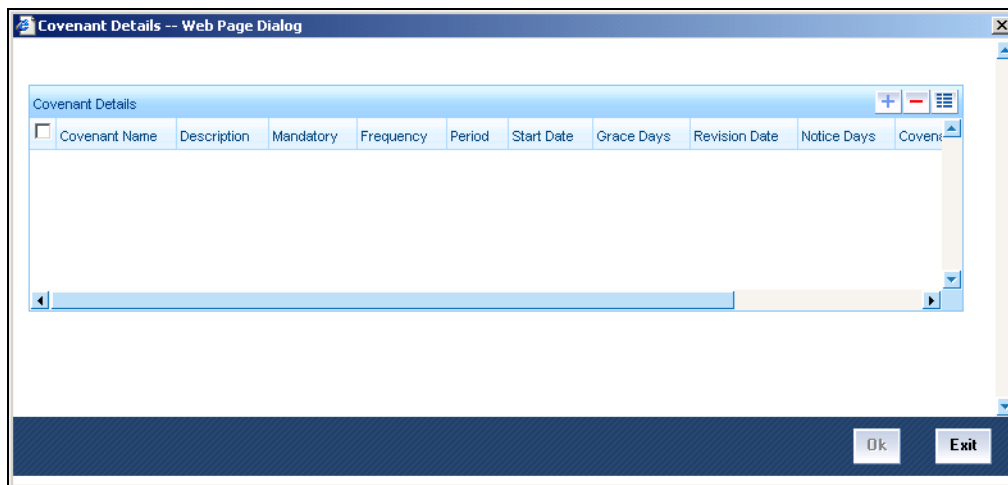 Covenant Details -- Web Page Dialog
Covenant Details
Covenant Name Description Mandatory Frequency Period Start Date Grace Days Revision Date Notice Days
Ok Exit